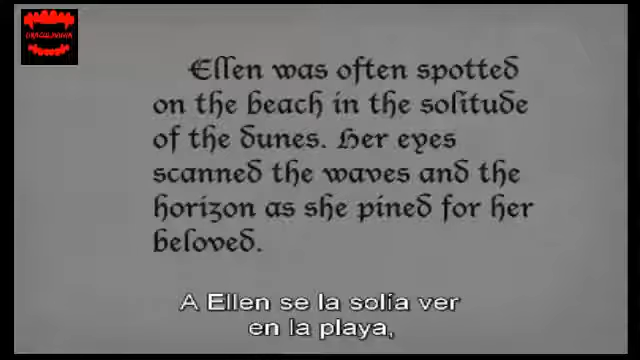 DRACULINARIA
Ellen was often spotted
on the beach in the solitude
of the dunes. Her eyes
scanned the waves and the
horizon as she pined for her
beloved.
A Ellen se la solía ver
en la playa,